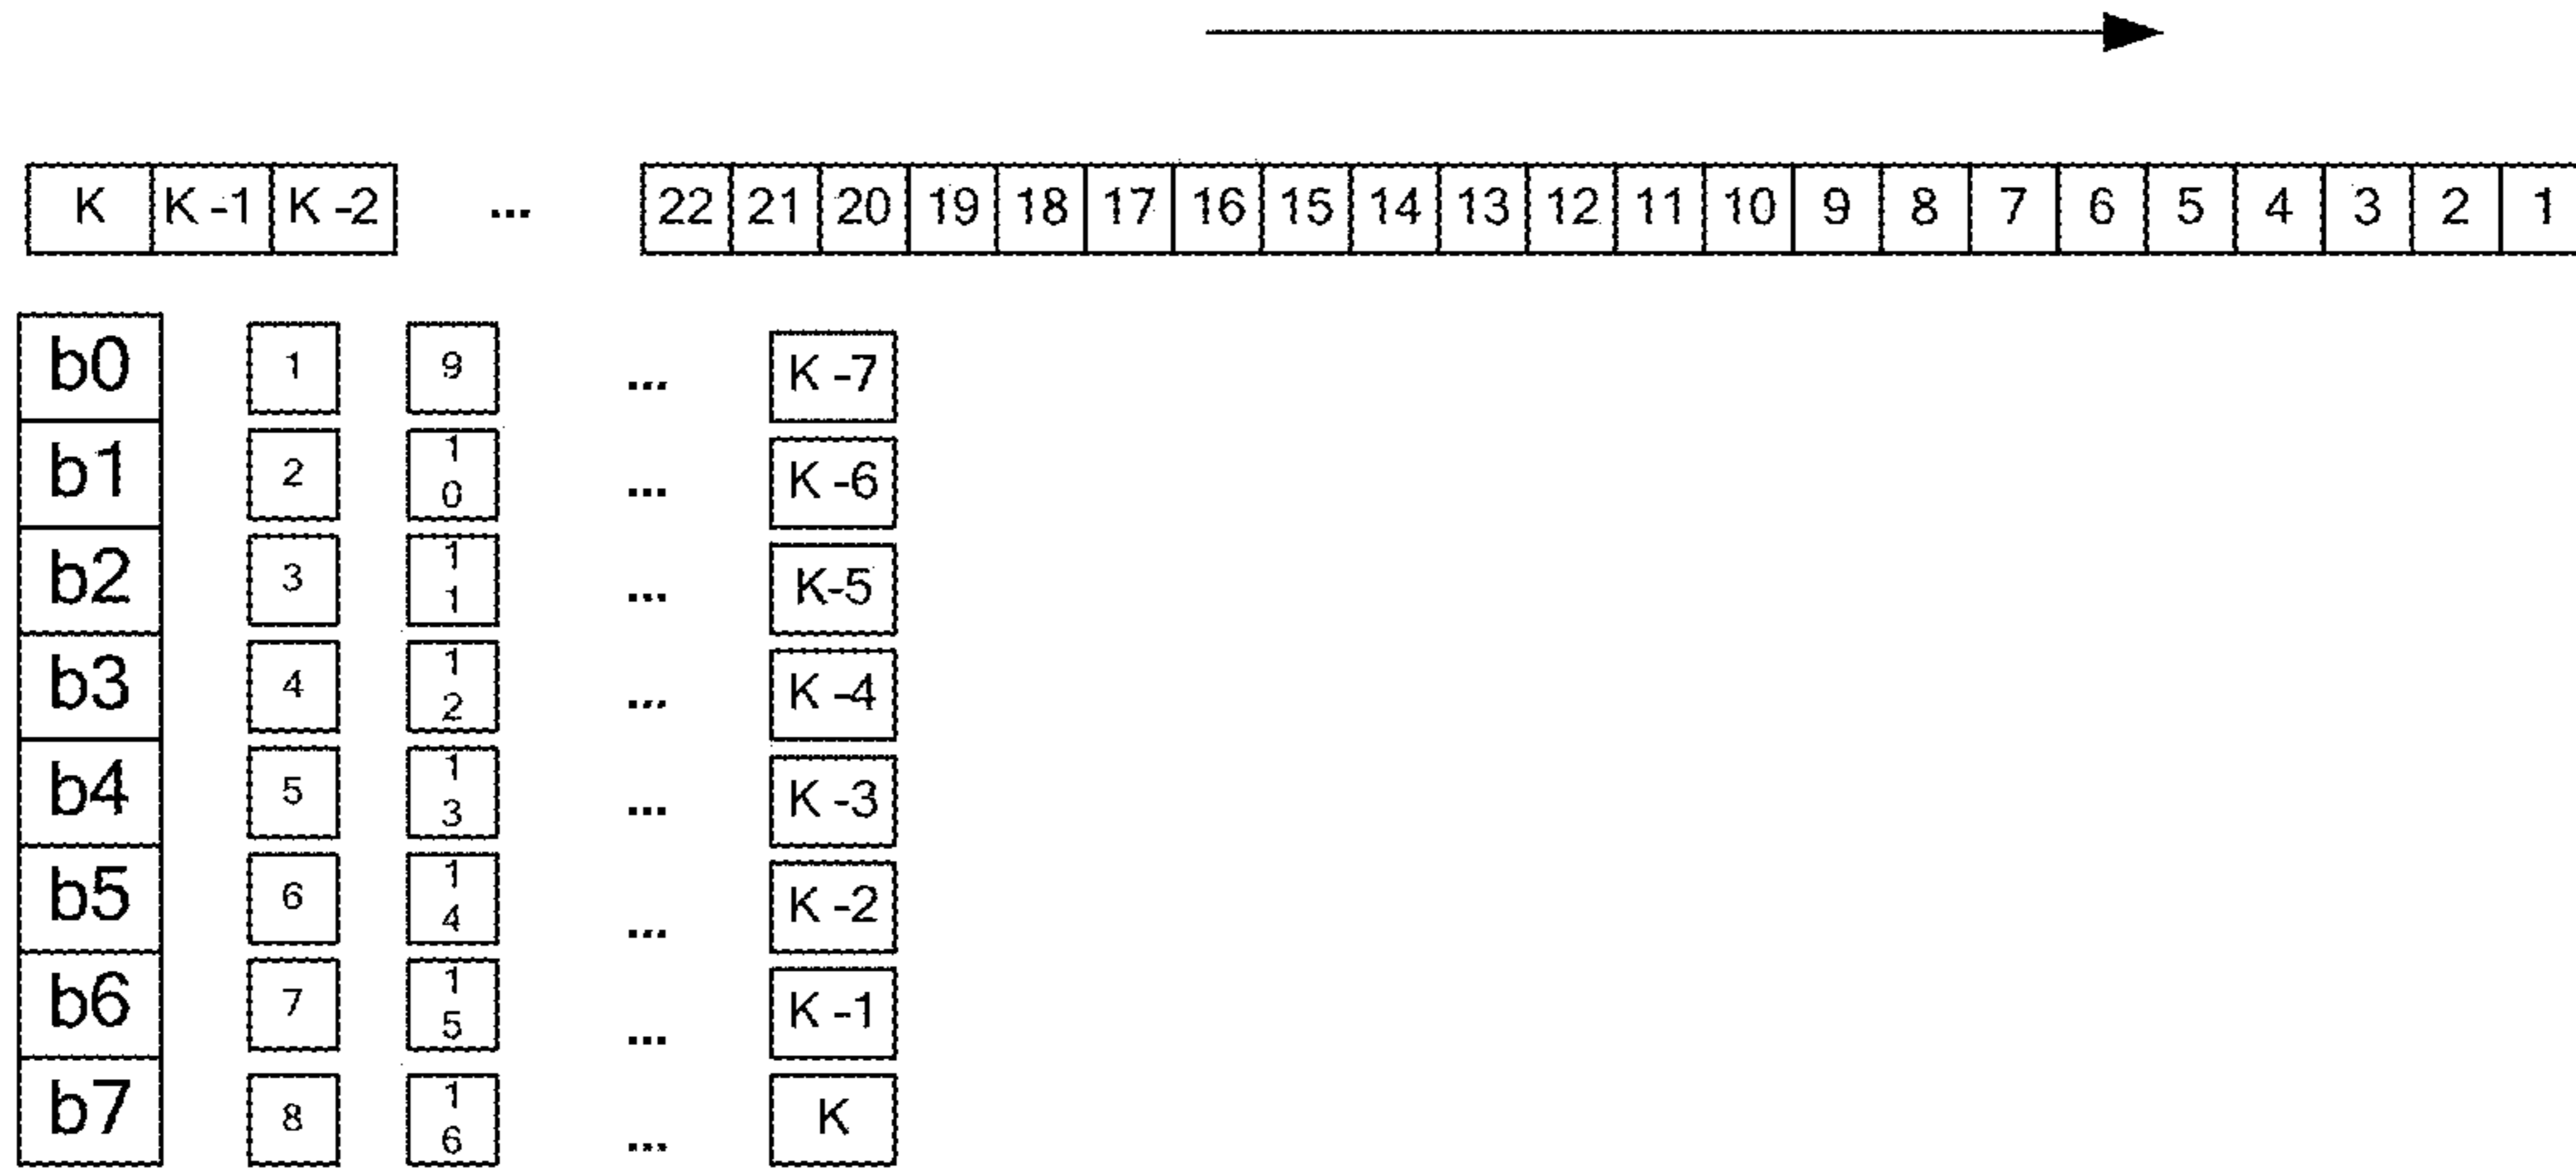 K K -1 K -2 ... 22 21 20 19 18 17 16 15 14 13 12 11 10 9 8 7 6 5 4 3 2 1
b0 1 9 ... K -7
b1 2 10 ... K -6
b2 3 11 ... K-5
b3 4 12 ... K -4
b4 5 13 ... K -3
b5 6 14 ... K -2
b6 7 15 ... K -1
b7 8 16 ... K